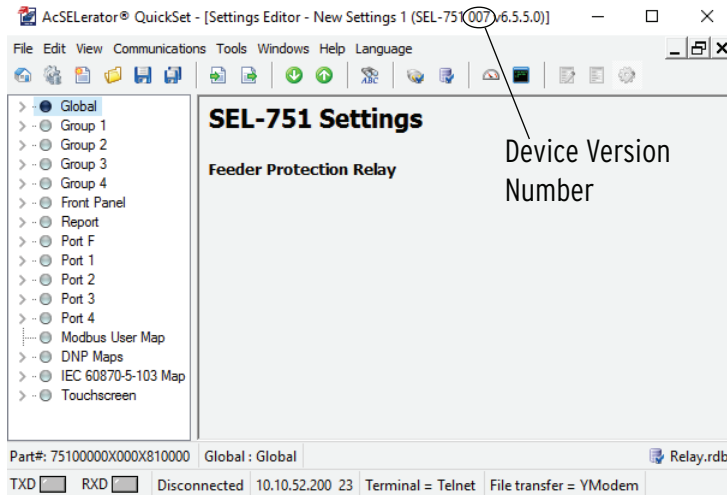 AcSELerator® QuickSet - [Settings Editor - New Settings 1 (SEL-751 007 v6.5.5.0)]
File Edit View Communications Tools Windows Help Language
Global
Group 1
Group 2
Group 3
Group 4
Front Panel
Report
Port F
Port 1
Port 2
Port 3
Port 4
Modbus User Map
DNP Maps
IEC 60870-5-103 Map
Touchscreen
SEL-751 Settings
Feeder Protection Relay
Device Version
Number
Part#: 75100000X000X810000 Global : Global Relay.rdb
TXD RXD Disconnected 10.10.52.200 23 Terminal = Telnet File transfer = YModem